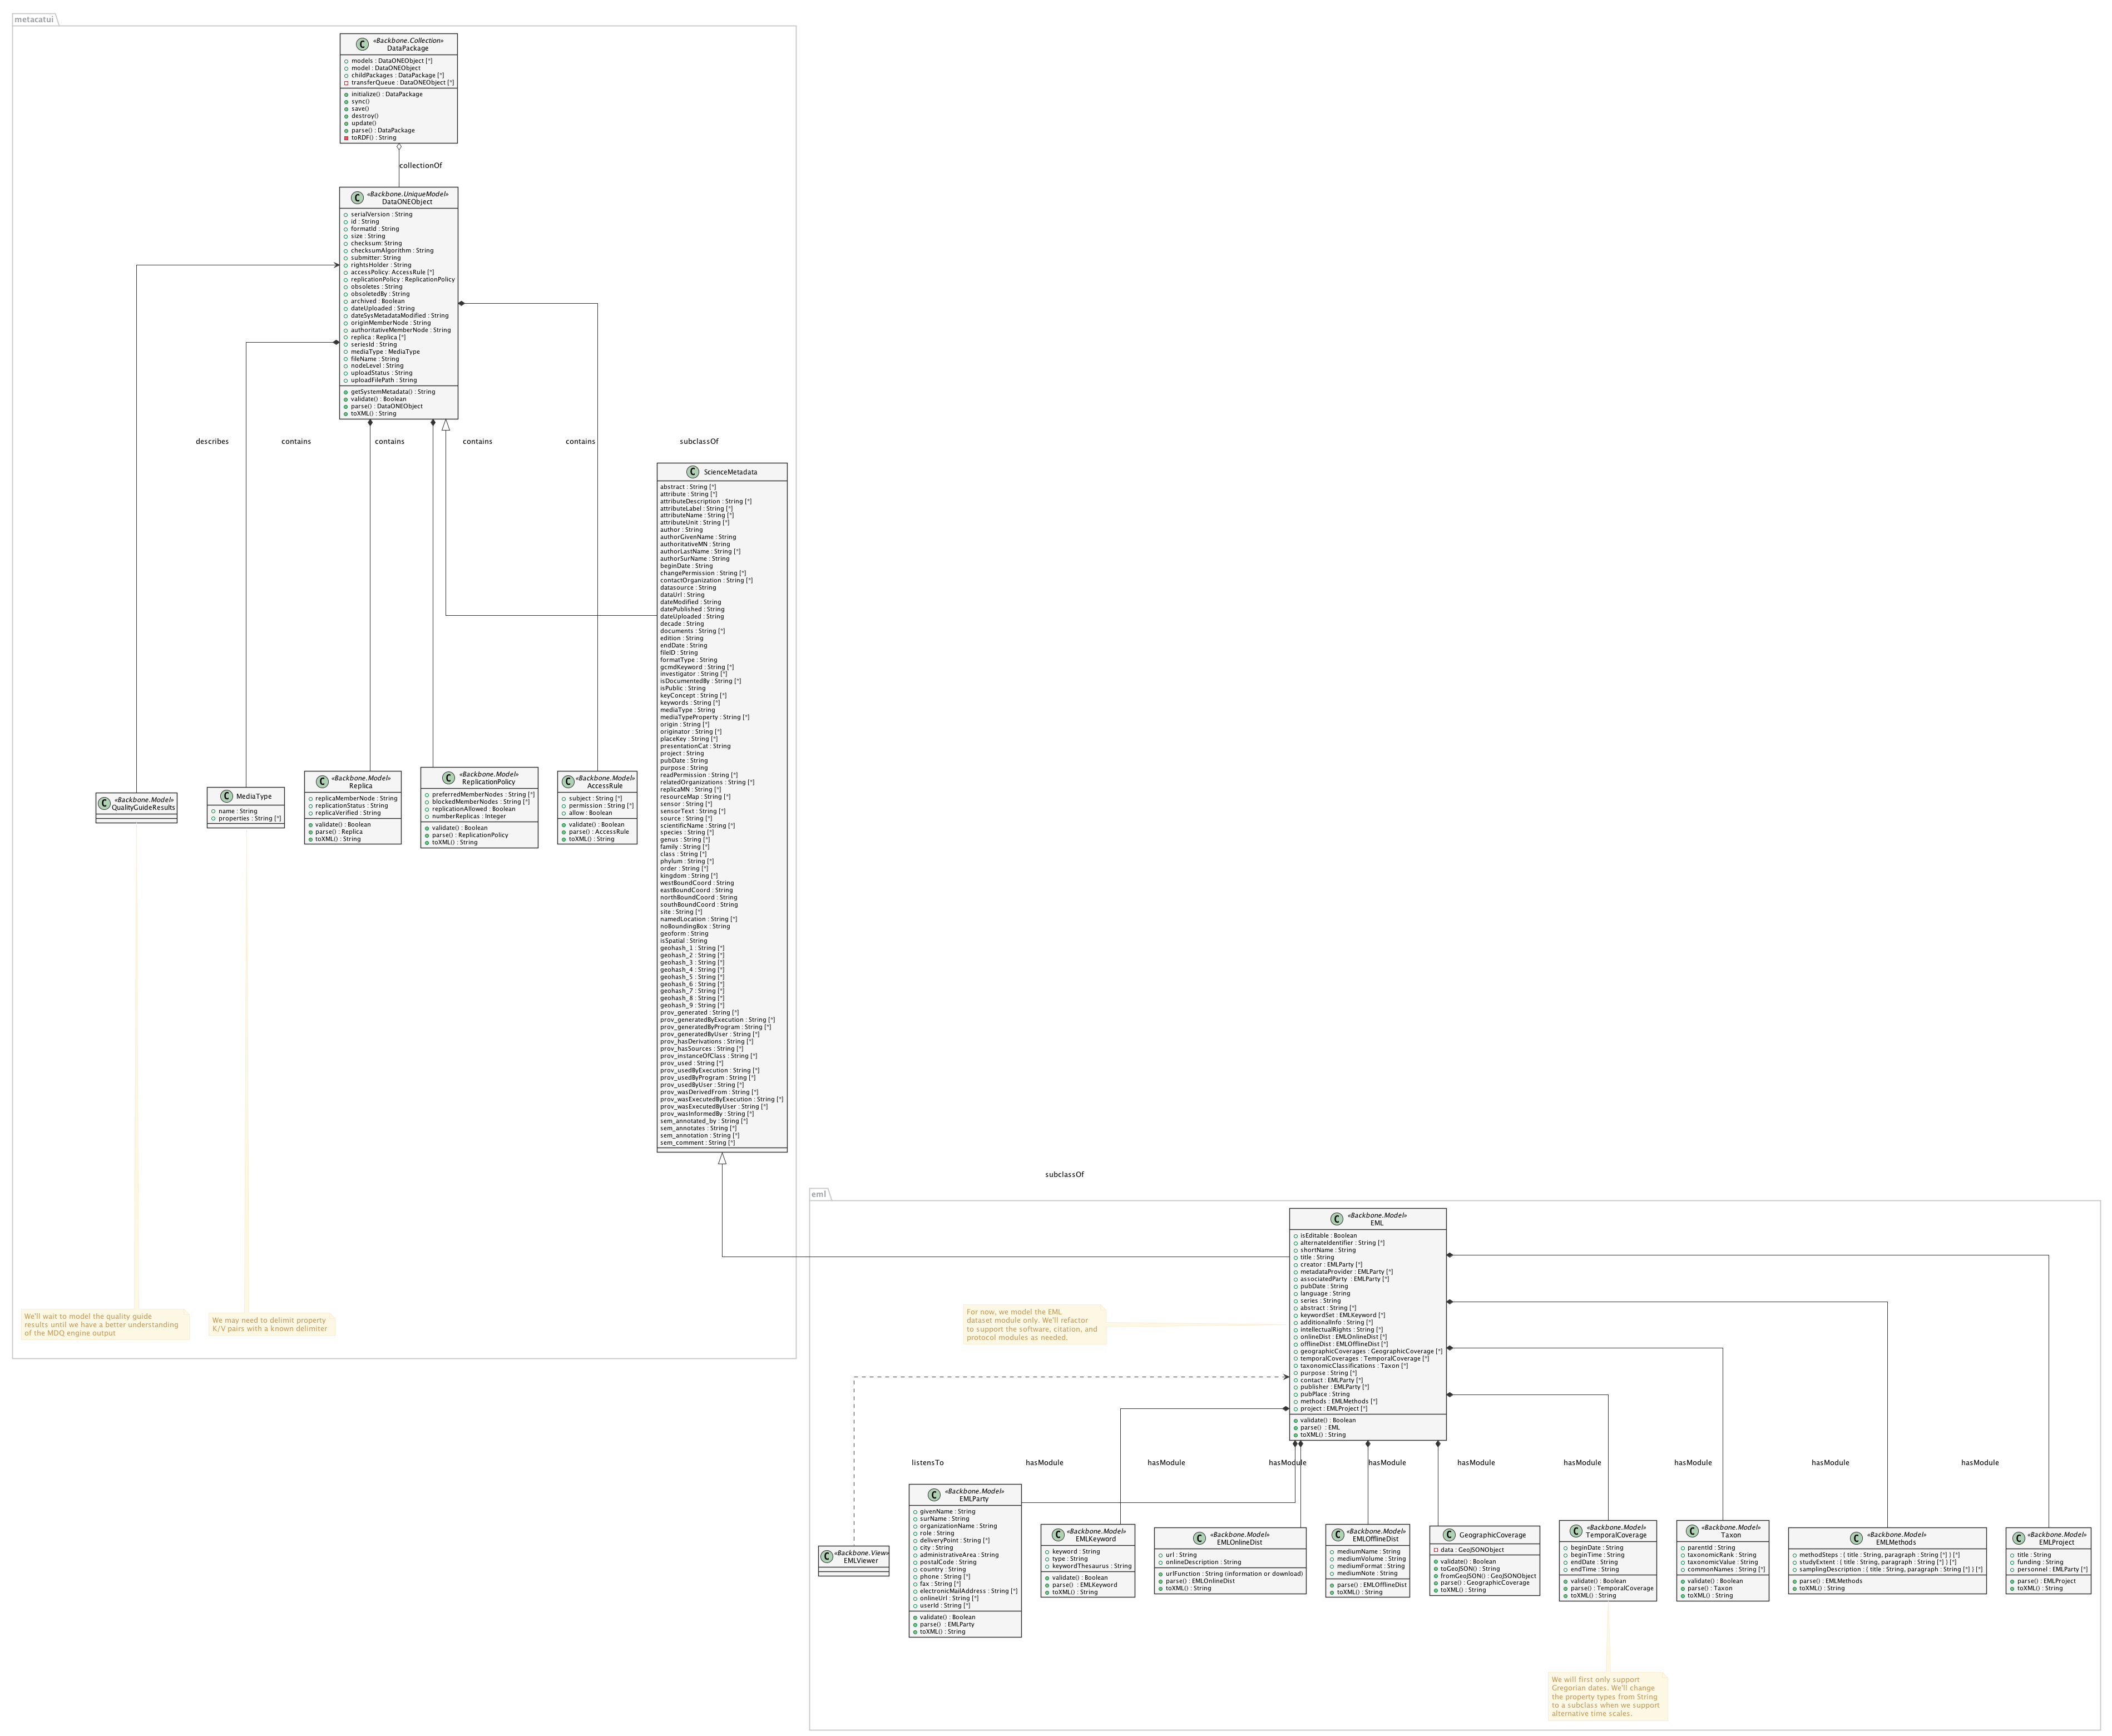 metacatui
«Backbone.Collection»
C DataPackage
models : DataONEObject [*]
model : DataONEObject
childPackages : DataPackage [*]
transferQueue : DataONEObject [*]
initialize() : DataPackage
sync()
save()
destroy()
update()
parse() : DataPackage
toRDF() : String
collectionOf
«Backbone.UniqueModel»
C DataONEObject
serialVersion : String
id : String
formatId : String
size : String
checksum: String
checksumAlgorithm : String
submitter: String
rightsHolder : String
accessPolicy: AccessRule [*]
replicationPolicy : ReplicationPolicy
obsoletes : String
obsoletedBy : String
archived : Boolean
dateUploaded : String
dateSysMetadataModified : String
originMemberNode : String
authoritativeMemberNode : String
replica : Replica [*]
seriesId : String
mediaType : MediaType
fileName : String
nodeLevel : String
uploadStatus : String
uploadFilePath : String
getSystemMetadata() : String
validate() : Boolean
parse() : DataONEObject
toXML() : String
describes
contains
contains
contains
contains
subclassOf
C ScienceMetadata
abstract : String [*]
attribute : String [*]
attributeDescription : String [*]
attributeLabel : String [*]
attributeName : String [*]
attributeUnit : String [*]
author : String
authorGivenName : String
authoritativeMN : String
authorLastName : String [*]
authorSurName : String
beginDate : String
changePermission : String [*]
contactOrganization : String [*]
datasource : String
dataUrl : String
dateModified : String
datePublished : String
dateUploaded : String
decade : String
documents : String [*]
edition : String
endDate : String
fileID : String
formatType : String
gcmdKeyword : String [*]
investigator : String [*]
isDocumentedBy : String [*]
isPublic : String
keyConcept : String [*]
keywords : String [*]
mediaType : String
mediaTypeProperty : String [*]
origin : String [*]
originator : String [*]
placeKey : String [*]
presentationCat : String
project : String
pubDate : String
purpose : String
readPermission : String [*]
relatedOrganizations : String [*]
replicaMN : String [*]
resourceMap : String [*]
sensor : String [*]
sensorText : String [*]
source : String [*]
scientificName : String [*]
species : String [*]
genus : String [*]
family : String [*]
class : String [*]
phylum : String [*]
order : String [*]
kingdom : String [*]
westBoundCoord : String
eastBoundCoord : String
northBoundCoord : String
southBoundCoord : String
site : String [*]
namedLocation : String [*]
noBoundingBox : String
geoform : String
isSpatial : String
geohash_1 : String [*]
geohash_2 : String [*]
geohash_3 : String [*]
geohash_4 : String [*]
geohash_5 : String [*]
geohash_6 : String [*]
geohash_7 : String [*]
geohash_8 : String [*]
geohash_9 : String [*]
prov_generated : String [*]
prov_generatedByExecution : String [*]
prov_generatedByProgram : String [*]
prov_generatedByUser : String [*]
prov_hasDerivations : String [*]
prov_hasSources : String [*]
prov_instanceOfClass : String [*]
prov_used : String [*]
prov_usedByExecution : String [*]
prov_usedByProgram : String [*]
prov_usedByUser : String [*]
prov_wasDerivedFrom : String [*]
prov_wasExecutedByExecution : String [*]
prov_wasExecutedByUser : String [*]
prov_wasInformedBy : String [*]
sem_annotated_by : String [*]
sem_annotates : String [*]
sem_annotation : String [*]
sem_comment : String [*]
«Backbone.Model»
C QualityGuideResults
C MediaType
name : String
properties : String [*]
«Backbone.Model»
C Replica
replicaMemberNode : String
replicationStatus : String
replicaVerified : String
validate() : Boolean
parse() : Replica
toXML() : String
«Backbone.Model»
C ReplicationPolicy
preferredMemberNodes : String [*]
blockedMemberNodes : String [*]
replicationAllowed : Boolean
numberReplicas : Integer
validate() : Boolean
parse() : ReplicationPolicy
toXML() : String
«Backbone.Model»
C AccessRule
subject : String [*]
permission : String [*]
allow : Boolean
validate() : Boolean
parse() : AccessRule
toXML() : String
We'll wait to model the quality guide
results until we have a better understanding
of the MDQ engine output
We may need to delimit property
K/V pairs with a known delimiter
subclassOf
eml
«Backbone.Model»
C EML
isEditable : Boolean
alternateIdentifier : String [*]
shortName : String
title : String
creator : EMLParty [*]
metadataProvider : EMLParty [*]
associatedParty : EMLParty [*]
pubDate : String
language : String
series : String
abstract : String [*]
keywordSet : EMLKeyword [*]
additionalInfo : String [*]
intellectualRights : String [*]
onlineDist : EMLOnlineDist [*]
offlineDist : EMLOfflineDist [*]
geographicCoverages : GeographicCoverage [*]
temporalCoverages : TemporalCoverage [*]
taxonomicClassifications : Taxon [*]
purpose : String [*]
contact : EMLParty [*]
publisher : EMLParty [*]
pubPlace : String
methods : EMLMethods [*]
project : EMLProject [*]
validate() : Boolean
parse() : EML
toXML() : String
For now, we model the EML
dataset module only. We'll refactor
to support the software, citation, and
protocol modules as needed.
listensTo
hasModule
hasModule
hasModule
hasModule
hasModule
hasModule
hasModule
hasModule
hasModule
«Backbone.View»
C EMLViewer
«Backbone.Model»
C EMLParty
givenName : String
surName : String
organizationName : String
role : String
deliveryPoint : String [*]
city : String
administrativeArea : String
postalCode : String
country : String
phone : String [*]
fax : String [*]
electronicMailAddress : String [*]
onlineUrl : String [*]
userId : String [*]
validate() : Boolean
parse() : EMLParty
toXML() : String
«Backbone.Model»
C EMLKeyword
keyword : String
type : String
keywordThesaurus : String
validate() : Boolean
parse() : EMLKeyword
toXML() : String
«Backbone.Model»
C EMLOnlineDist
url : String
onlineDescription : String
urlFunction : String (information or download)
parse() : EMLOnlineDist
toXML() : String
«Backbone.Model»
C EMLOfflineDist
mediumName : String
mediumVolume : String
mediumFormat : String
mediumNote : String
parse() : EMLOfflineDist
toXML() : String
C GeographicCoverage
data : GeoJSONObject
validate() : Boolean
toGeoJSON() : String
fromGeoJSON() : GeoJSONObject
parse() : GeographicCoverage
toXML() : String
«Backbone.Model»
C TemporalCoverage
beginDate : String
beginTime : String
endDate : String
endTime : String
validate() : Boolean
parse() : TemporalCoverage
toXML() : String
«Backbone.Model»
C Taxon
parentId : String
taxonomicRank : String
taxonomicValue : String
commonNames : String [*]
validate() : Boolean
parse() : Taxon
toXML() : String
«Backbone.Model»
C EMLMethods
methodSteps : { title : String, paragraph : String [*] } [*]
studyExtent : { title : String, paragraph : String [*] } [*]
samplingDescription : { title : String, paragraph : String [*] } [*]
parse() : EMLMethods
toXML() : String
«Backbone.Model»
C EMLProject
title : String
funding : String
personnel : EMLParty [*]
parse() : EMLProject
toXML() : String
We will first only support
Gregorian dates. We'll change
the property types from String
to a subclass when we support
alternative time scales.